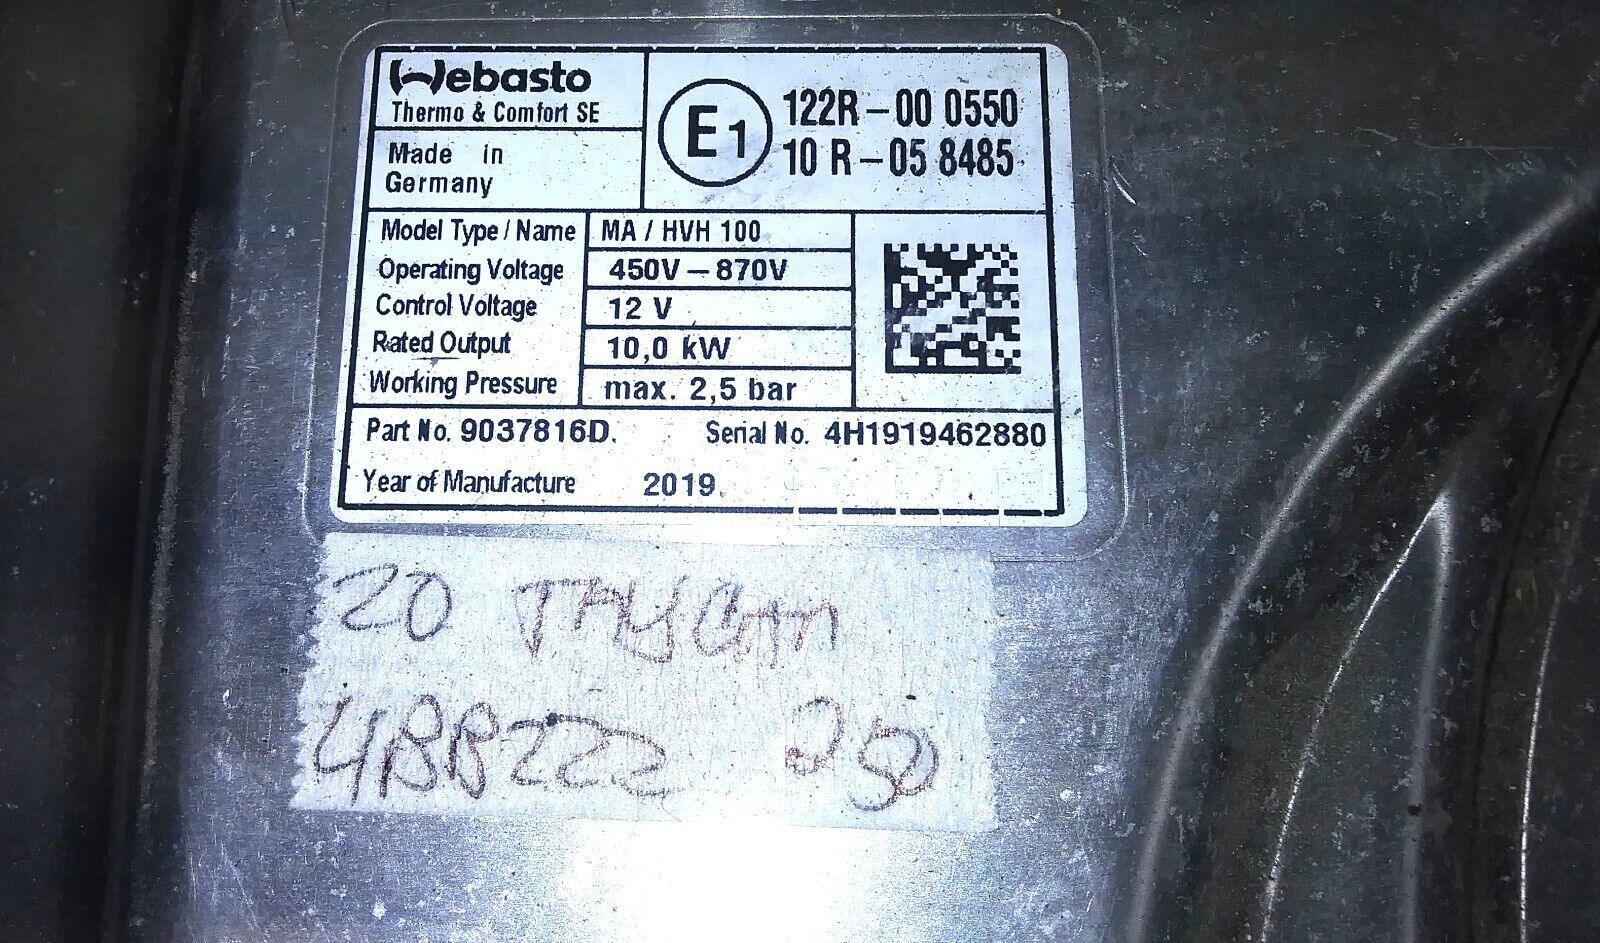 Webasto
Thermo & Comfort SE
Made in
Germany
E1
122R-00 0550
10 R-05 8485
Model Type / Name MA / HVH 100
Operating Voltage 450V-870V
Control Voltage 12 V
Rated Output 10,0 kW
Working Pressure max. 2,5 bar
Part No. 9037816D. Serial No. 4H1919462880
Year of Manufacture 2019
20 TAYCAN
4BB222 250